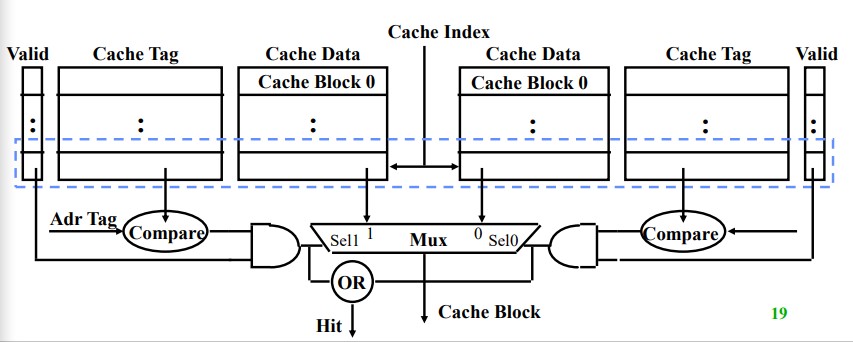 Cache Index
Valid Cache Tag Cache Data Cache Data Cache Tag Valid
Cache Block 0 Cache Block 0
: : : : : :
Adr Tag
Compare Sel1 1 Mux 0 Sel0 Compare
OR
Cache Block 19
Hit